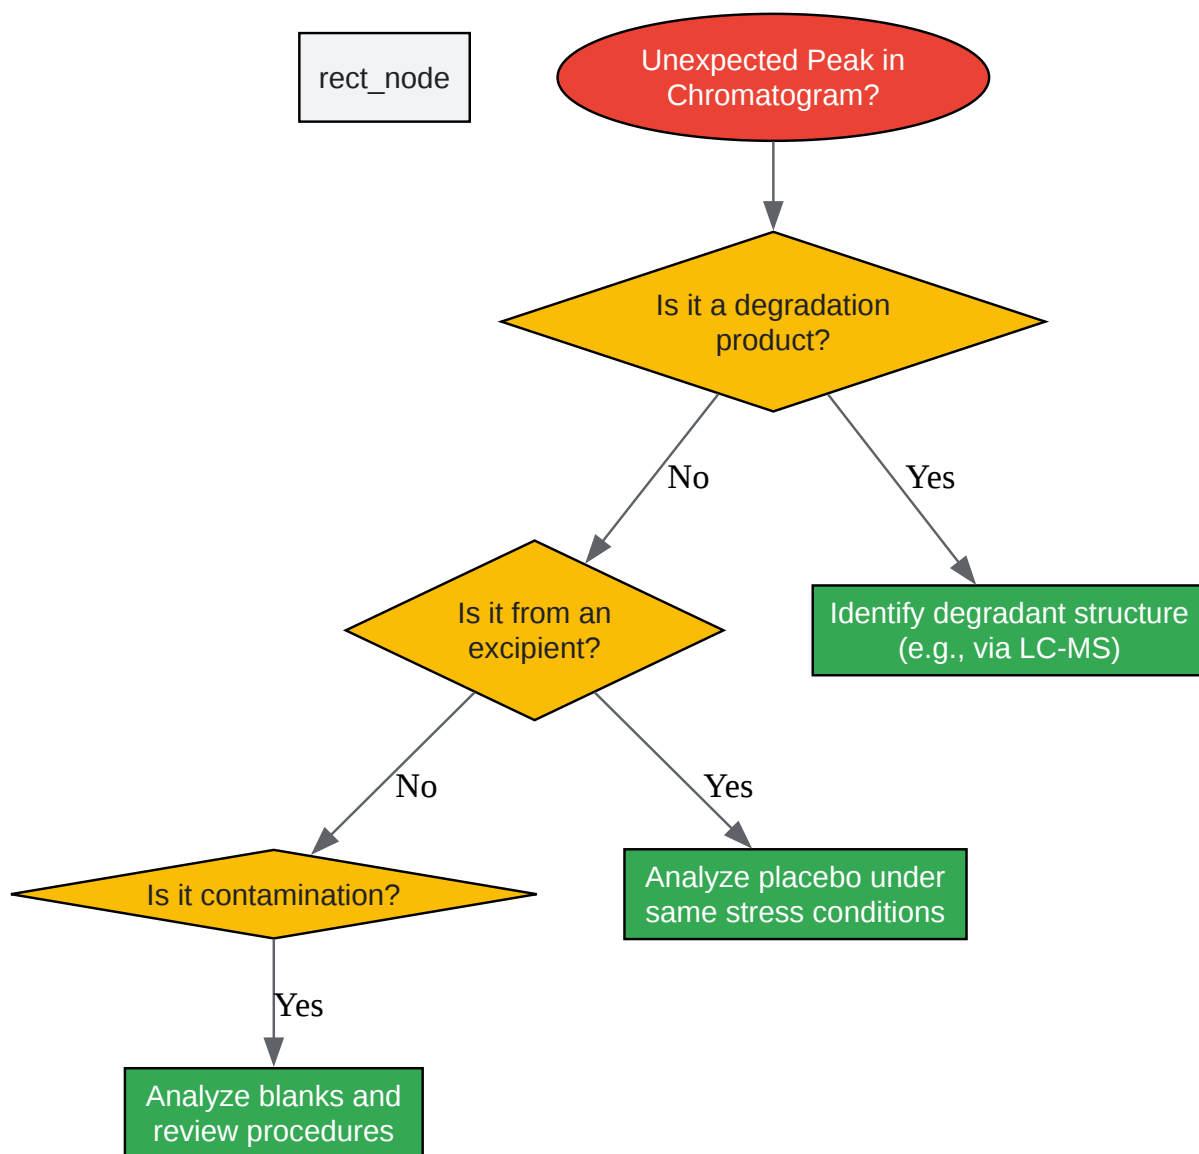 rect_node
Unexpected Peak in
Chromatogram?
Is it a degradation
product?
No
Yes
Is it from an
excipient?
Identify degradant structure
(e.g., via LC-MS)
No
Yes
Is it contamination?
Analyze placebo under
same stress conditions
Yes
Analyze blanks and
review procedures